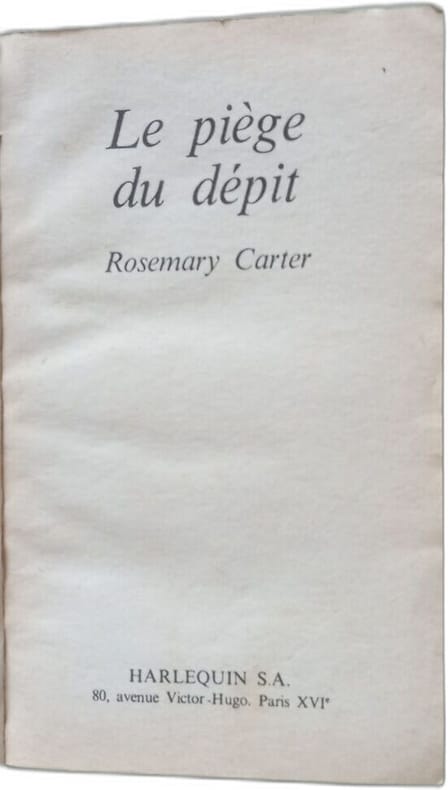 Le piège
du dépit
Rosemary Carter
HARLEQUIN S.A.
80, avenue Victor-Hugo. Paris XVIᵉ